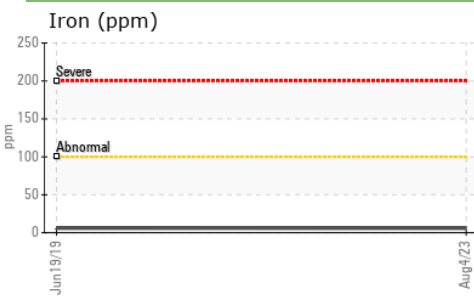 Iron (ppm)
250
Severe
200
150
ppm
Abnormal
100
50
0
Jun19/19
Aug4/23